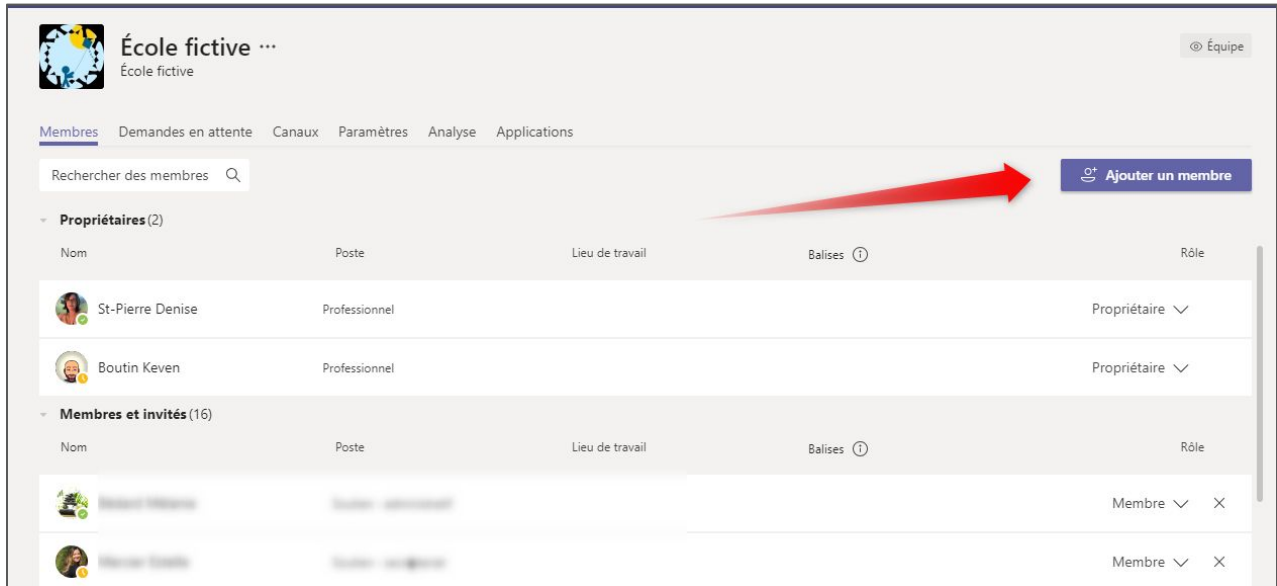 École fictive ...
École fictive
Équipe
Membres Demandes en attente Canaux Paramètres Analyse Applications
Rechercher des membres
Ajouter un membre
Propriétaires (2)
Nom Poste Lieu de travail Balises Rôle
St-Pierre Denise Professionnel Propriétaire
Boutin Keven Professionnel Propriétaire
Membres et invités (16)
Nom Poste Lieu de travail Balises Rôle
Membre
Membre